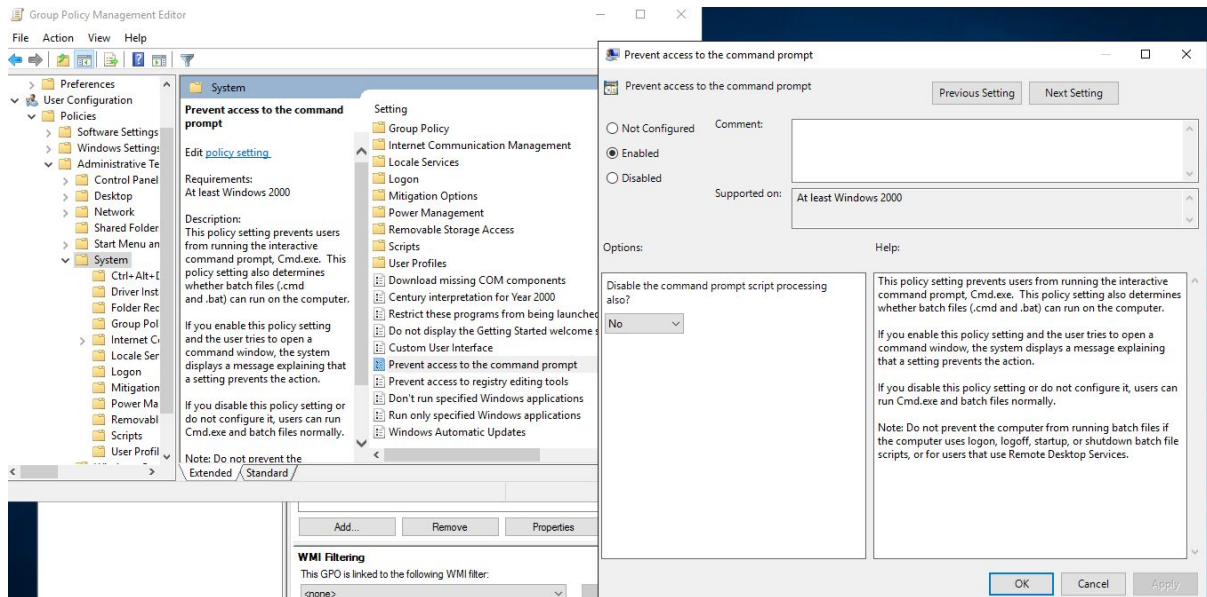 Group Policy Management Editor
File Action View Help
Preferences
User Configuration
Policies
Software Settings
Windows Settings
Administrative Te
Control Panel
Desktop
Network
Shared Folder
Start Menu an
System
Ctrl+Alt+D
Driver Inst
Folder Rec
Group Pol
Internet Co
Locale Ser
Logon
Mitigation
Power Ma
Removabl
Scripts
User Profil
System
Prevent access to the command
prompt
Edit policy setting
Requirements:
At least Windows 2000
Description:
This policy setting prevents users
from running the interactive
command prompt, Cmd.exe. This
policy setting also determines
whether batch files (.cmd
and .bat) can run on the computer.
If you enable this policy setting
and the user tries to open a
command window, the system
displays a message explaining that
a setting prevents the action.
If you disable this policy setting or
do not configure it, users can run
Cmd.exe and batch files normally.
Note: Do not prevent the
Setting
Group Policy
Internet Communication Management
Locale Services
Logon
Mitigation Options
Power Management
Removable Storage Access
Scripts
User Profiles
Download missing COM components
Century interpretation for Year 2000
Restrict these programs from being launched
Do not display the Getting Started welcome s
Custom User Interface
Prevent access to the command prompt
Prevent access to registry editing tools
Don't run specified Windows applications
Run only specified Windows applications
Windows Automatic Updates
Extended Standard
Add... Remove Properties
WMI Filtering
This GPO is linked to the following WMI filter:
<none>
Prevent access to the command prompt
Prevent access to the command prompt
Previous Setting Next Setting
Not Configured
Enabled
Disabled
Comment:
Supported on:
At least Windows 2000
Options:
Help:
Disable the command prompt script processing
also?
No
This policy setting prevents users from running the interactive
command prompt, Cmd.exe. This policy setting also determines
whether batch files (.cmd and .bat) can run on the computer.
If you enable this policy setting and the user tries to open a
command window, the system displays a message explaining
that a setting prevents the action.
If you disable this policy setting or do not configure it, users can
run Cmd.exe and batch files normally.
Note: Do not prevent the computer from running batch files if
the computer uses logon, logoff, startup, or shutdown batch file
scripts, or for users that use Remote Desktop Services.
OK Cancel Apply